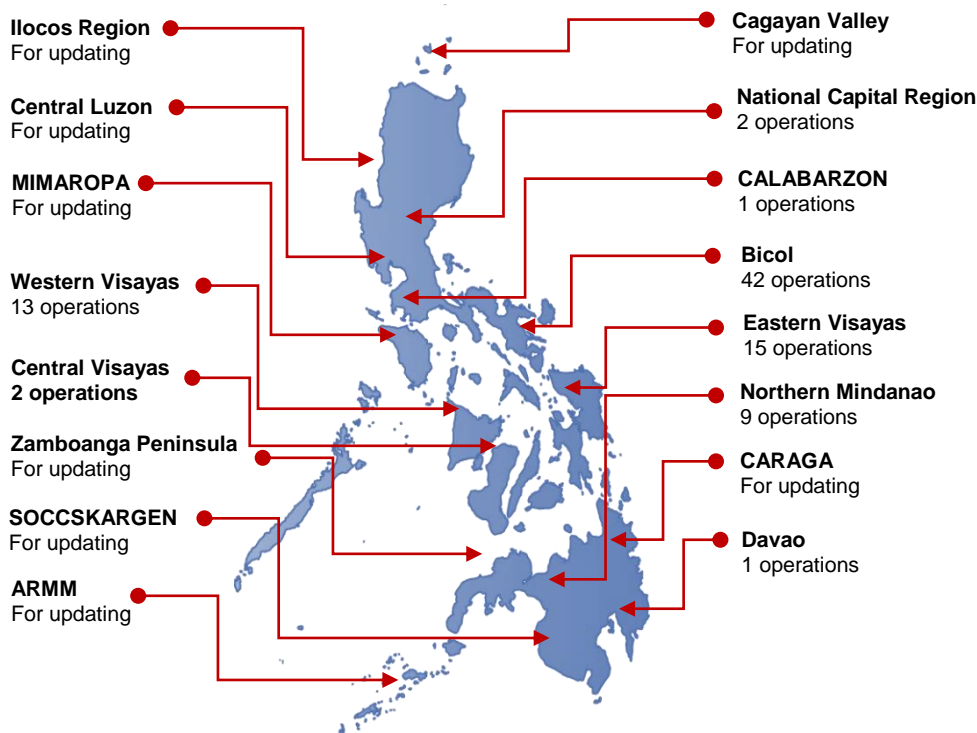 Ilocos Region
For updating
Central Luzon
For updating
MIMAROPA
For updating
Western Visayas
13 operations
Central Visayas
2 operations
Zamboanga Peninsula
For updating
SOCCSKARGEN
For updating
ARMM
For updating
Cagayan Valley
For updating
National Capital Region
2 operations
CALABARZON
1 operations
Bicol
42 operations
Eastern Visayas
15 operations
Northern Mindanao
9 operations
CARAGA
For updating
Davao
1 operations